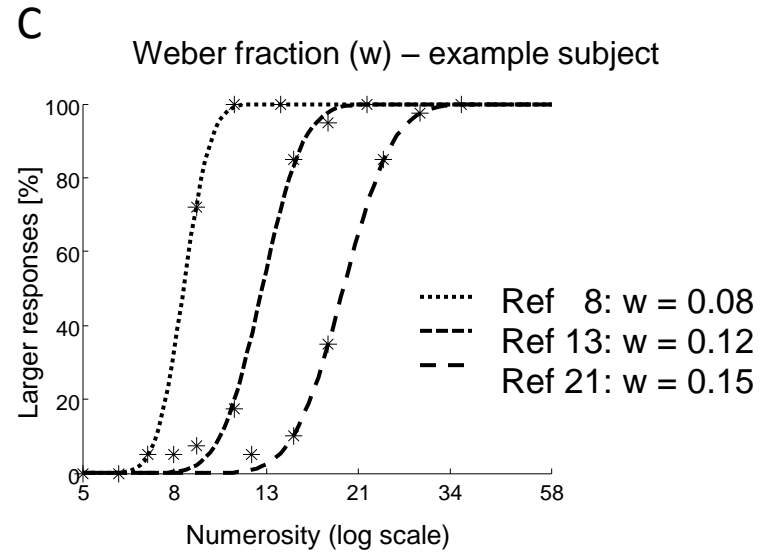 C
Weber fraction (w) – example subject
100
80
60
40
20
0
Larger responses [%]
5 8 13 21 34 58
Numerosity (log scale)
Ref 8: w = 0.08
Ref 13: w = 0.12
Ref 21: w = 0.15